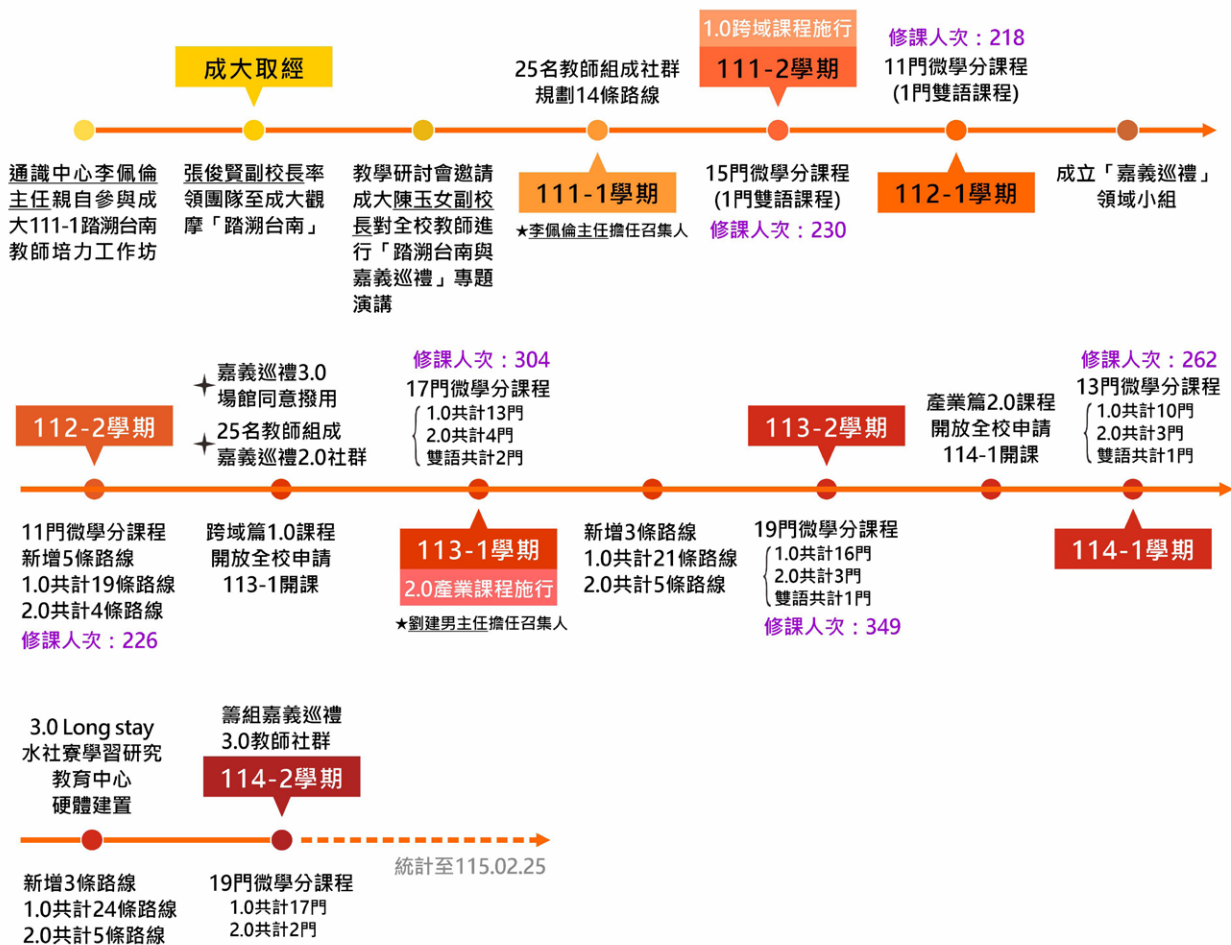 成大取經
通識中心李佩倫
主任親自參與成
大111-1踏溯台南
教師培力工作坊
張俊賢副校長率
領團隊至成大觀
摩「踏溯台南」
教學研討會邀請
成大陳玉女副校
長對全校教師進
行「踏溯台南與
嘉義巡禮」專題
演講
25名教師組成社群
規劃14條路線
111-1學期
★李佩倫主任擔任召集人
1.0跨域課程施行
111-2學期
15門微學分課程
(1門雙語課程)
修課人次：230
修課人次：218
11門微學分課程
(1門雙語課程)
112-1學期
成立「嘉義巡禮」
領域小組
112-2學期
11門微學分課程
新增5條路線
1.0共計19條路線
2.0共計4條路線
修課人次：226
嘉義巡禮3.0
場館同意撥用
25名教師組成
嘉義巡禮2.0社群
跨域篇1.0課程
開放全校申請
113-1開課
修課人次：304
17門微學分課程
1.0共計13門
2.0共計4門
雙語共計2門
113-1學期
2.0產業課程施行
★劉建男主任擔任召集人
新增3條路線
1.0共計21條路線
2.0共計5條路線
113-2學期
19門微學分課程
1.0共計16門
2.0共計3門
雙語共計1門
修課人次：349
產業篇2.0課程
開放全校申請
114-1開課
修課人次：262
13門微學分課程
1.0共計10門
2.0共計3門
雙語共計1門
114-1學期
3.0 Long stay
水社寮學習研究
教育中心
硬體建置
新增3條路線
1.0共計24條路線
2.0共計5條路線
籌組嘉義巡禮
3.0教師社群
114-2學期
19門微學分課程
1.0共計17門
2.0共計2門
統計至115.02.25